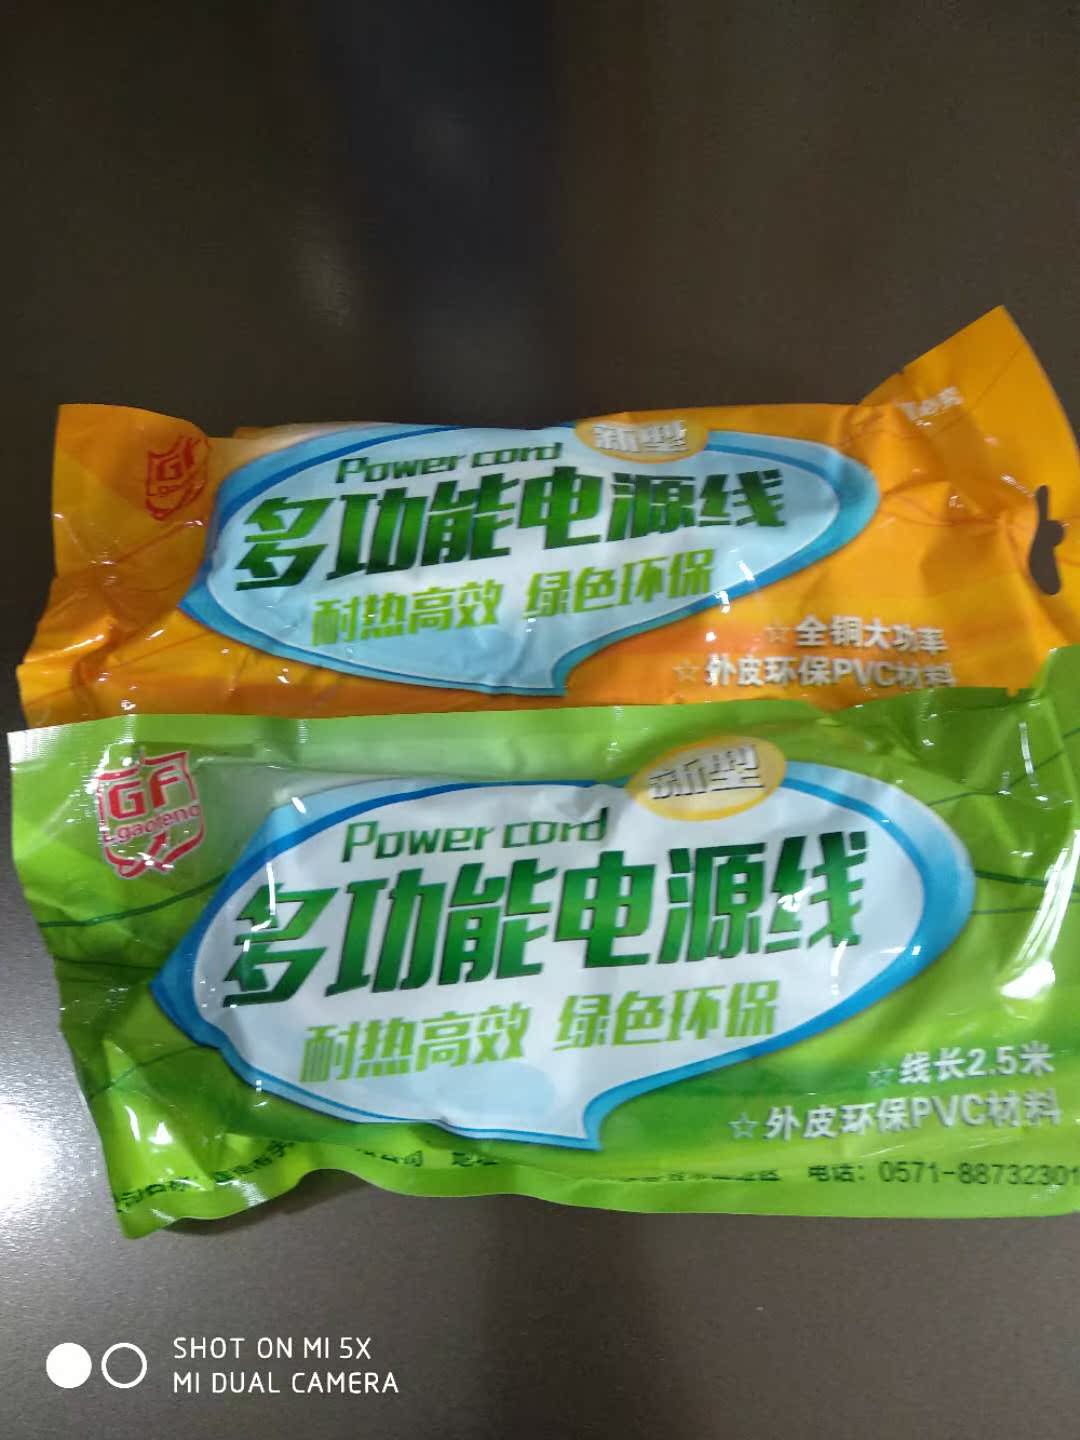 必究
GF
新型
Power cord
多功能电源线
耐热高效 绿色环保
☆全铜大功率
☆外皮环保PVC材料
GF
gaofeng
新型
Power cord
多功能电源线
耐热高效 绿色环保
☆线长2.5米
☆外皮环保PVC材料
电话：0571-88732301
SHOT ON MI 5X
MI DUAL CAMERA